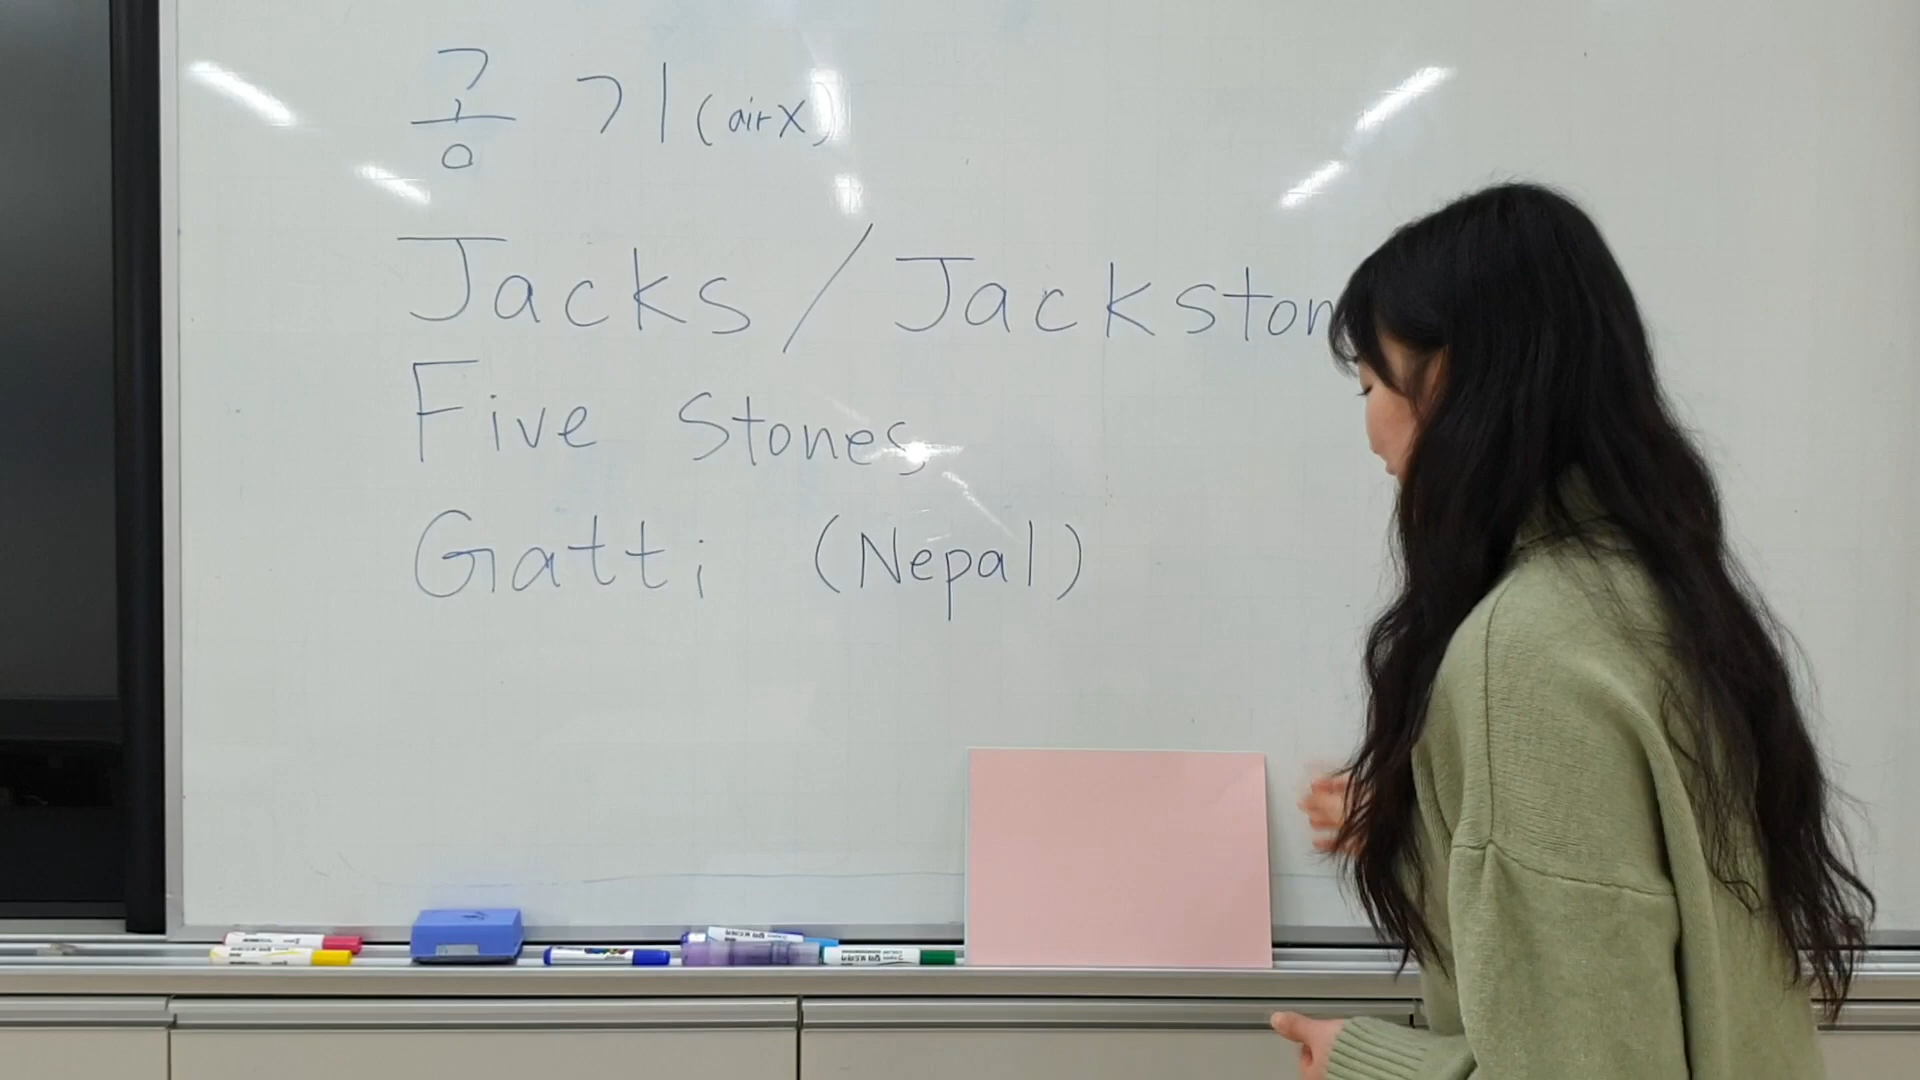 공기 (air X)
Jacks / Jackston
Five Stones
Gatti (Nepal)